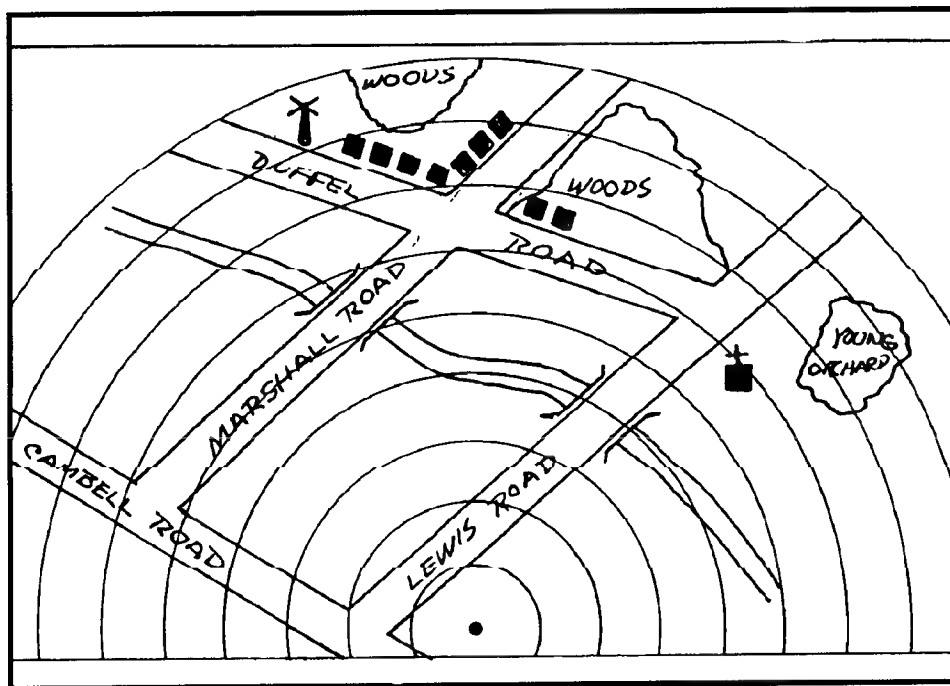 WOODS
DUFFEL
WOODS
ROAD
MARSHALL ROAD
YOUNG
ORCHARD
CAMBELL ROAD
LEWIS ROAD